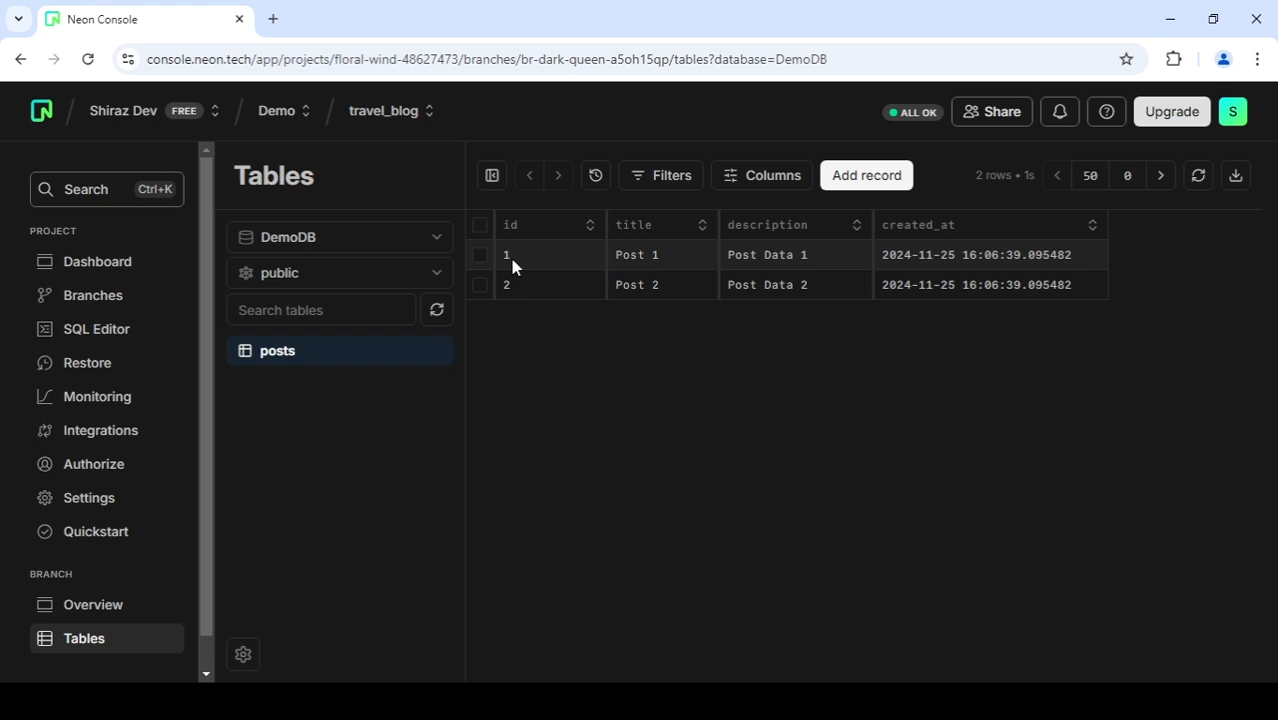 Neon Console
console.neon.tech/app/projects/floral-wind-48627473/branches/br-dark-queen-a5oh15qp/tables?database=DemoDB
Shiraz Dev FREE / Demo / travel_blog
ALL OK Share Upgrade S
Search Ctrl+K
PROJECT
Dashboard
Branches
SQL Editor
Restore
Monitoring
Integrations
Authorize
Settings
Quickstart
BRANCH
Overview
Tables
Tables
DemoDB
public
Search tables
posts
Filters Columns Add record 2 rows • 1s 50 0
id title description created_at
1 Post 1 Post Data 1 2024-11-25 16:06:39.095482
2 Post 2 Post Data 2 2024-11-25 16:06:39.095482